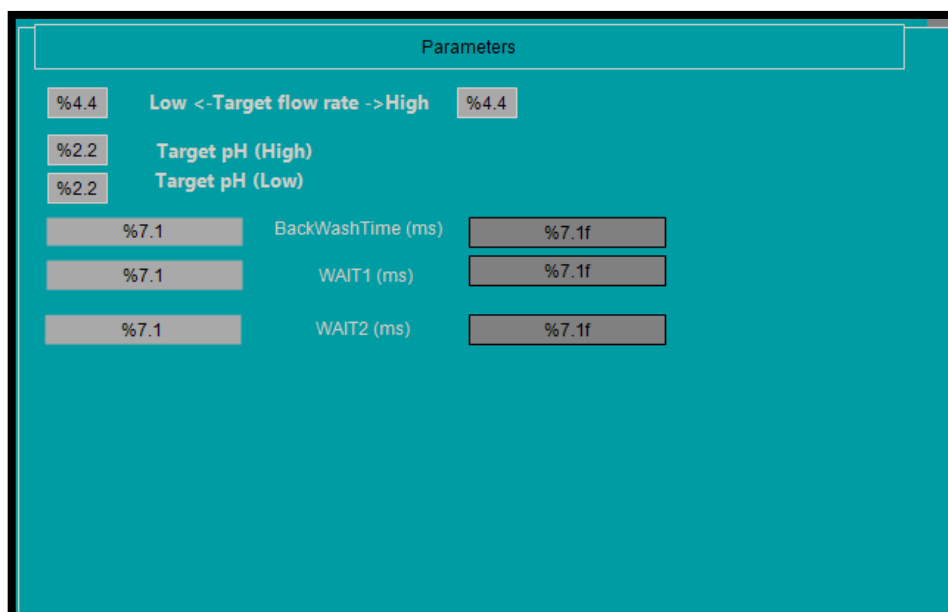 Parameters
%4.4 Low <-Target flow rate ->High %4.4
%2.2 Target pH (High)
%2.2 Target pH (Low)
%7.1 BackWashTime (ms) %7.1f
%7.1 WAIT1 (ms) %7.1f
%7.1 WAIT2 (ms) %7.1f